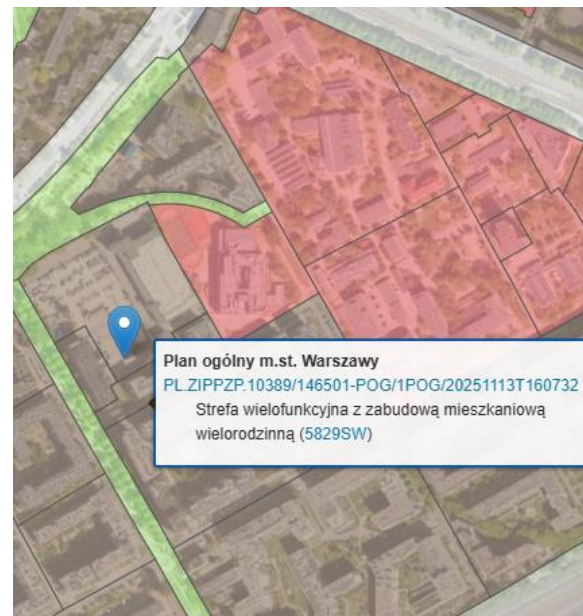 Plan ogólny m.st. Warszawy
PL.ZIPPZP.10389/146501-POG/1POG/20251113T160732
Strefa wielofunkcyjna z zabudową mieszkaniową
wielorodzinną (5829SW)